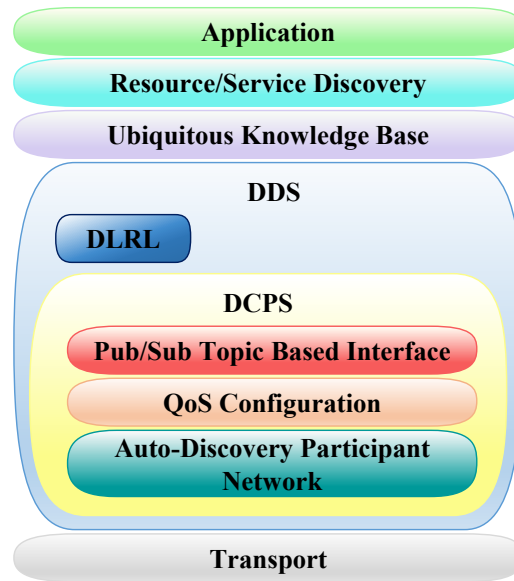 Application
Resource/Service Discovery
Ubiquitous Knowledge Base
DDS
DLRL
DCPS
Pub/Sub Topic Based Interface
QoS Configuration
Auto-Discovery Participant
Network
Transport